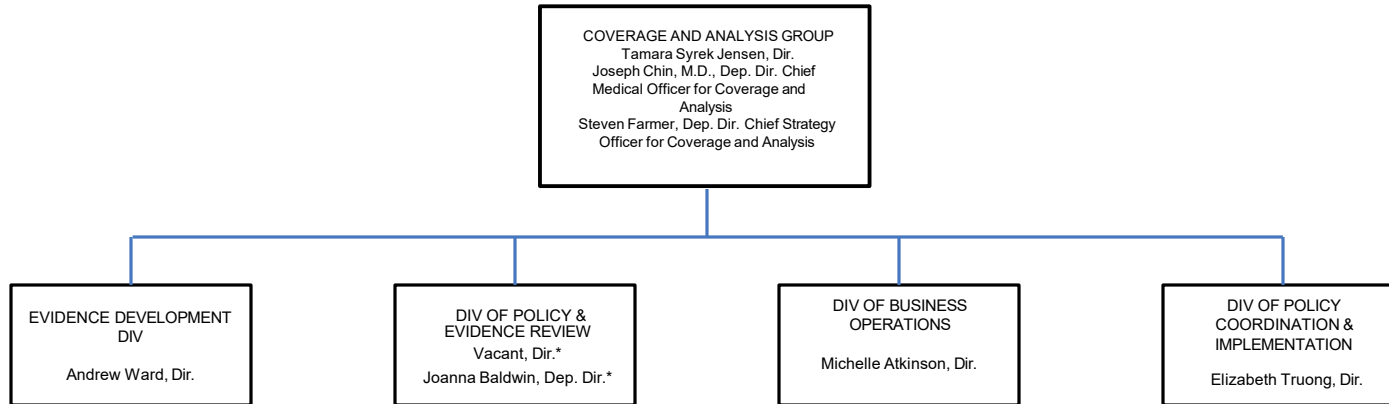 COVERAGE AND ANALYSIS GROUP
Tamara Syrek Jensen, Dir.
Joseph Chin, M.D., Dep. Dir. Chief
Medical Officer for Coverage and
Analysis
Steven Farmer, Dep. Dir. Chief Strategy
Officer for Coverage and Analysis
EVIDENCE DEVELOPMENT
DIV
Andrew Ward, Dir.
DIV OF POLICY &
EVIDENCE REVIEW
Vacant, Dir.*
Joanna Baldwin, Dep. Dir.*
DIV OF BUSINESS
OPERATIONS
Michelle Atkinson, Dir.
DIV OF POLICY
COORDINATION &
IMPLEMENTATION
Elizabeth Truong, Dir.